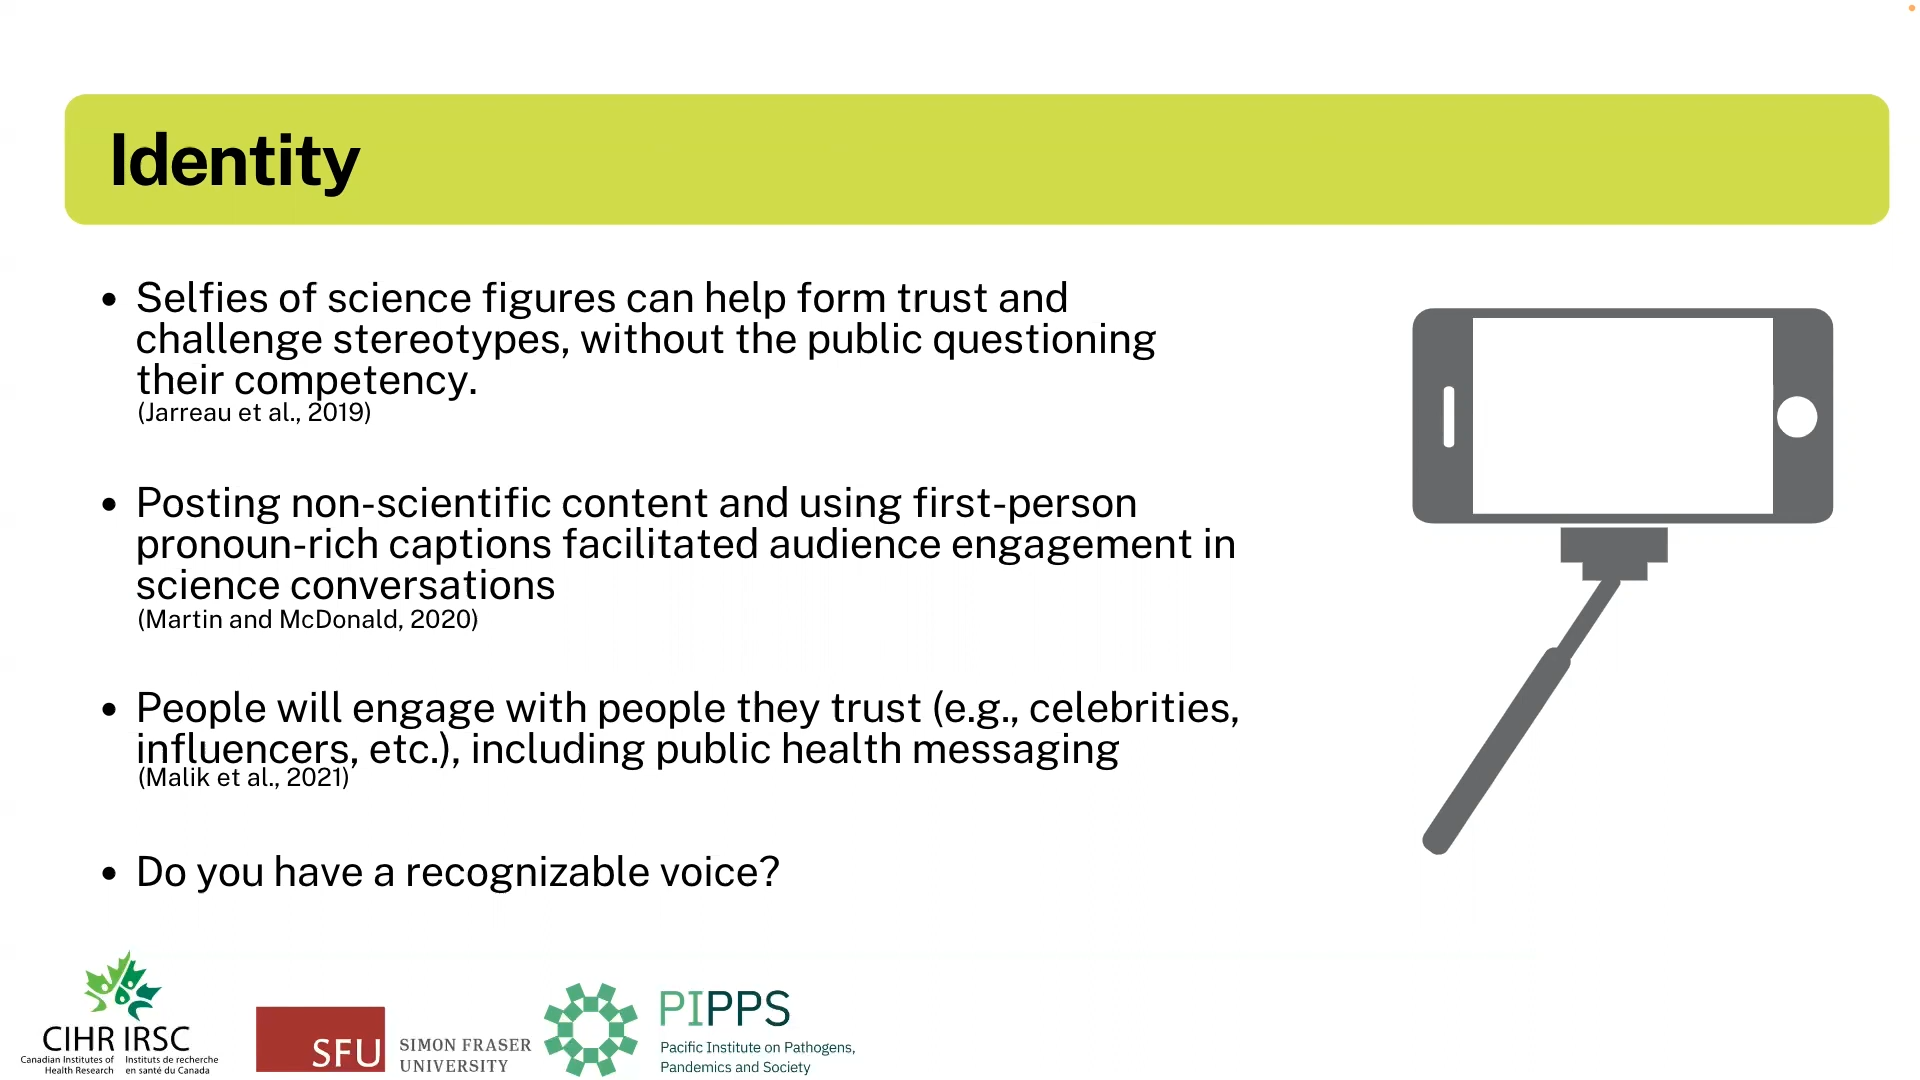 Identity
• Selfies of science figures can help form trust and
challenge stereotypes, without the public questioning
their competency.
(Jarreau et al., 2019)
• Posting non-scientific content and using first-person
pronoun-rich captions facilitated audience engagement in
science conversations
(Martin and McDonald, 2020)
• People will engage with people they trust (e.g., celebrities,
influencers, etc.), including public health messaging
(Malik et al., 2021)
• Do you have a recognizable voice?
CIHR IRSC
Canadian Institutes of Health Research
Instituts de recherche en santé du Canada
SFU
SIMON FRASER
UNIVERSITY
PIPPS
Pacific Institute on Pathogens,
Pandemics and Society